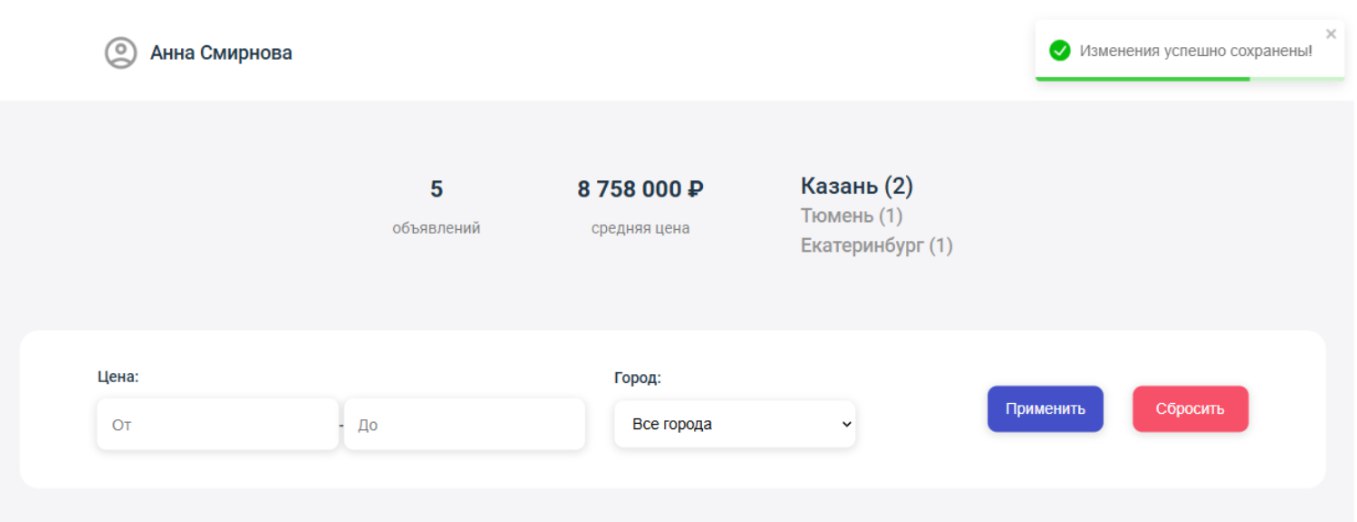 Анна Смирнова
Изменения успешно сохранены!
5
объявлений
8 758 000 ₽
средняя цена
Казань (2)
Тюмень (1)
Екатеринбург (1)
Цена:
От
-
До
Город:
Все города
Применить
Сбросить